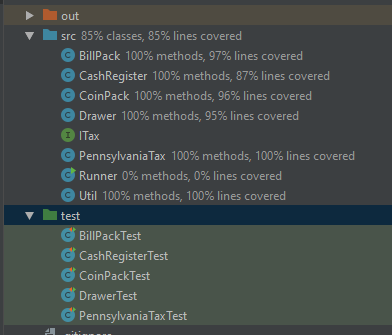 out
src 85% classes, 85% lines covered
BillPack 100% methods, 97% lines covered
CashRegister 100% methods, 87% lines covered
CoinPack 100% methods, 96% lines covered
Drawer 100% methods, 95% lines covered
ITax
PennsylvaniaTax 100% methods, 100% lines covered
Runner 0% methods, 0% lines covered
Util 100% methods, 100% lines covered
test
BillPackTest
CashRegisterTest
CoinPackTest
DrawerTest
PennsylvaniaTaxTest
.gitignore